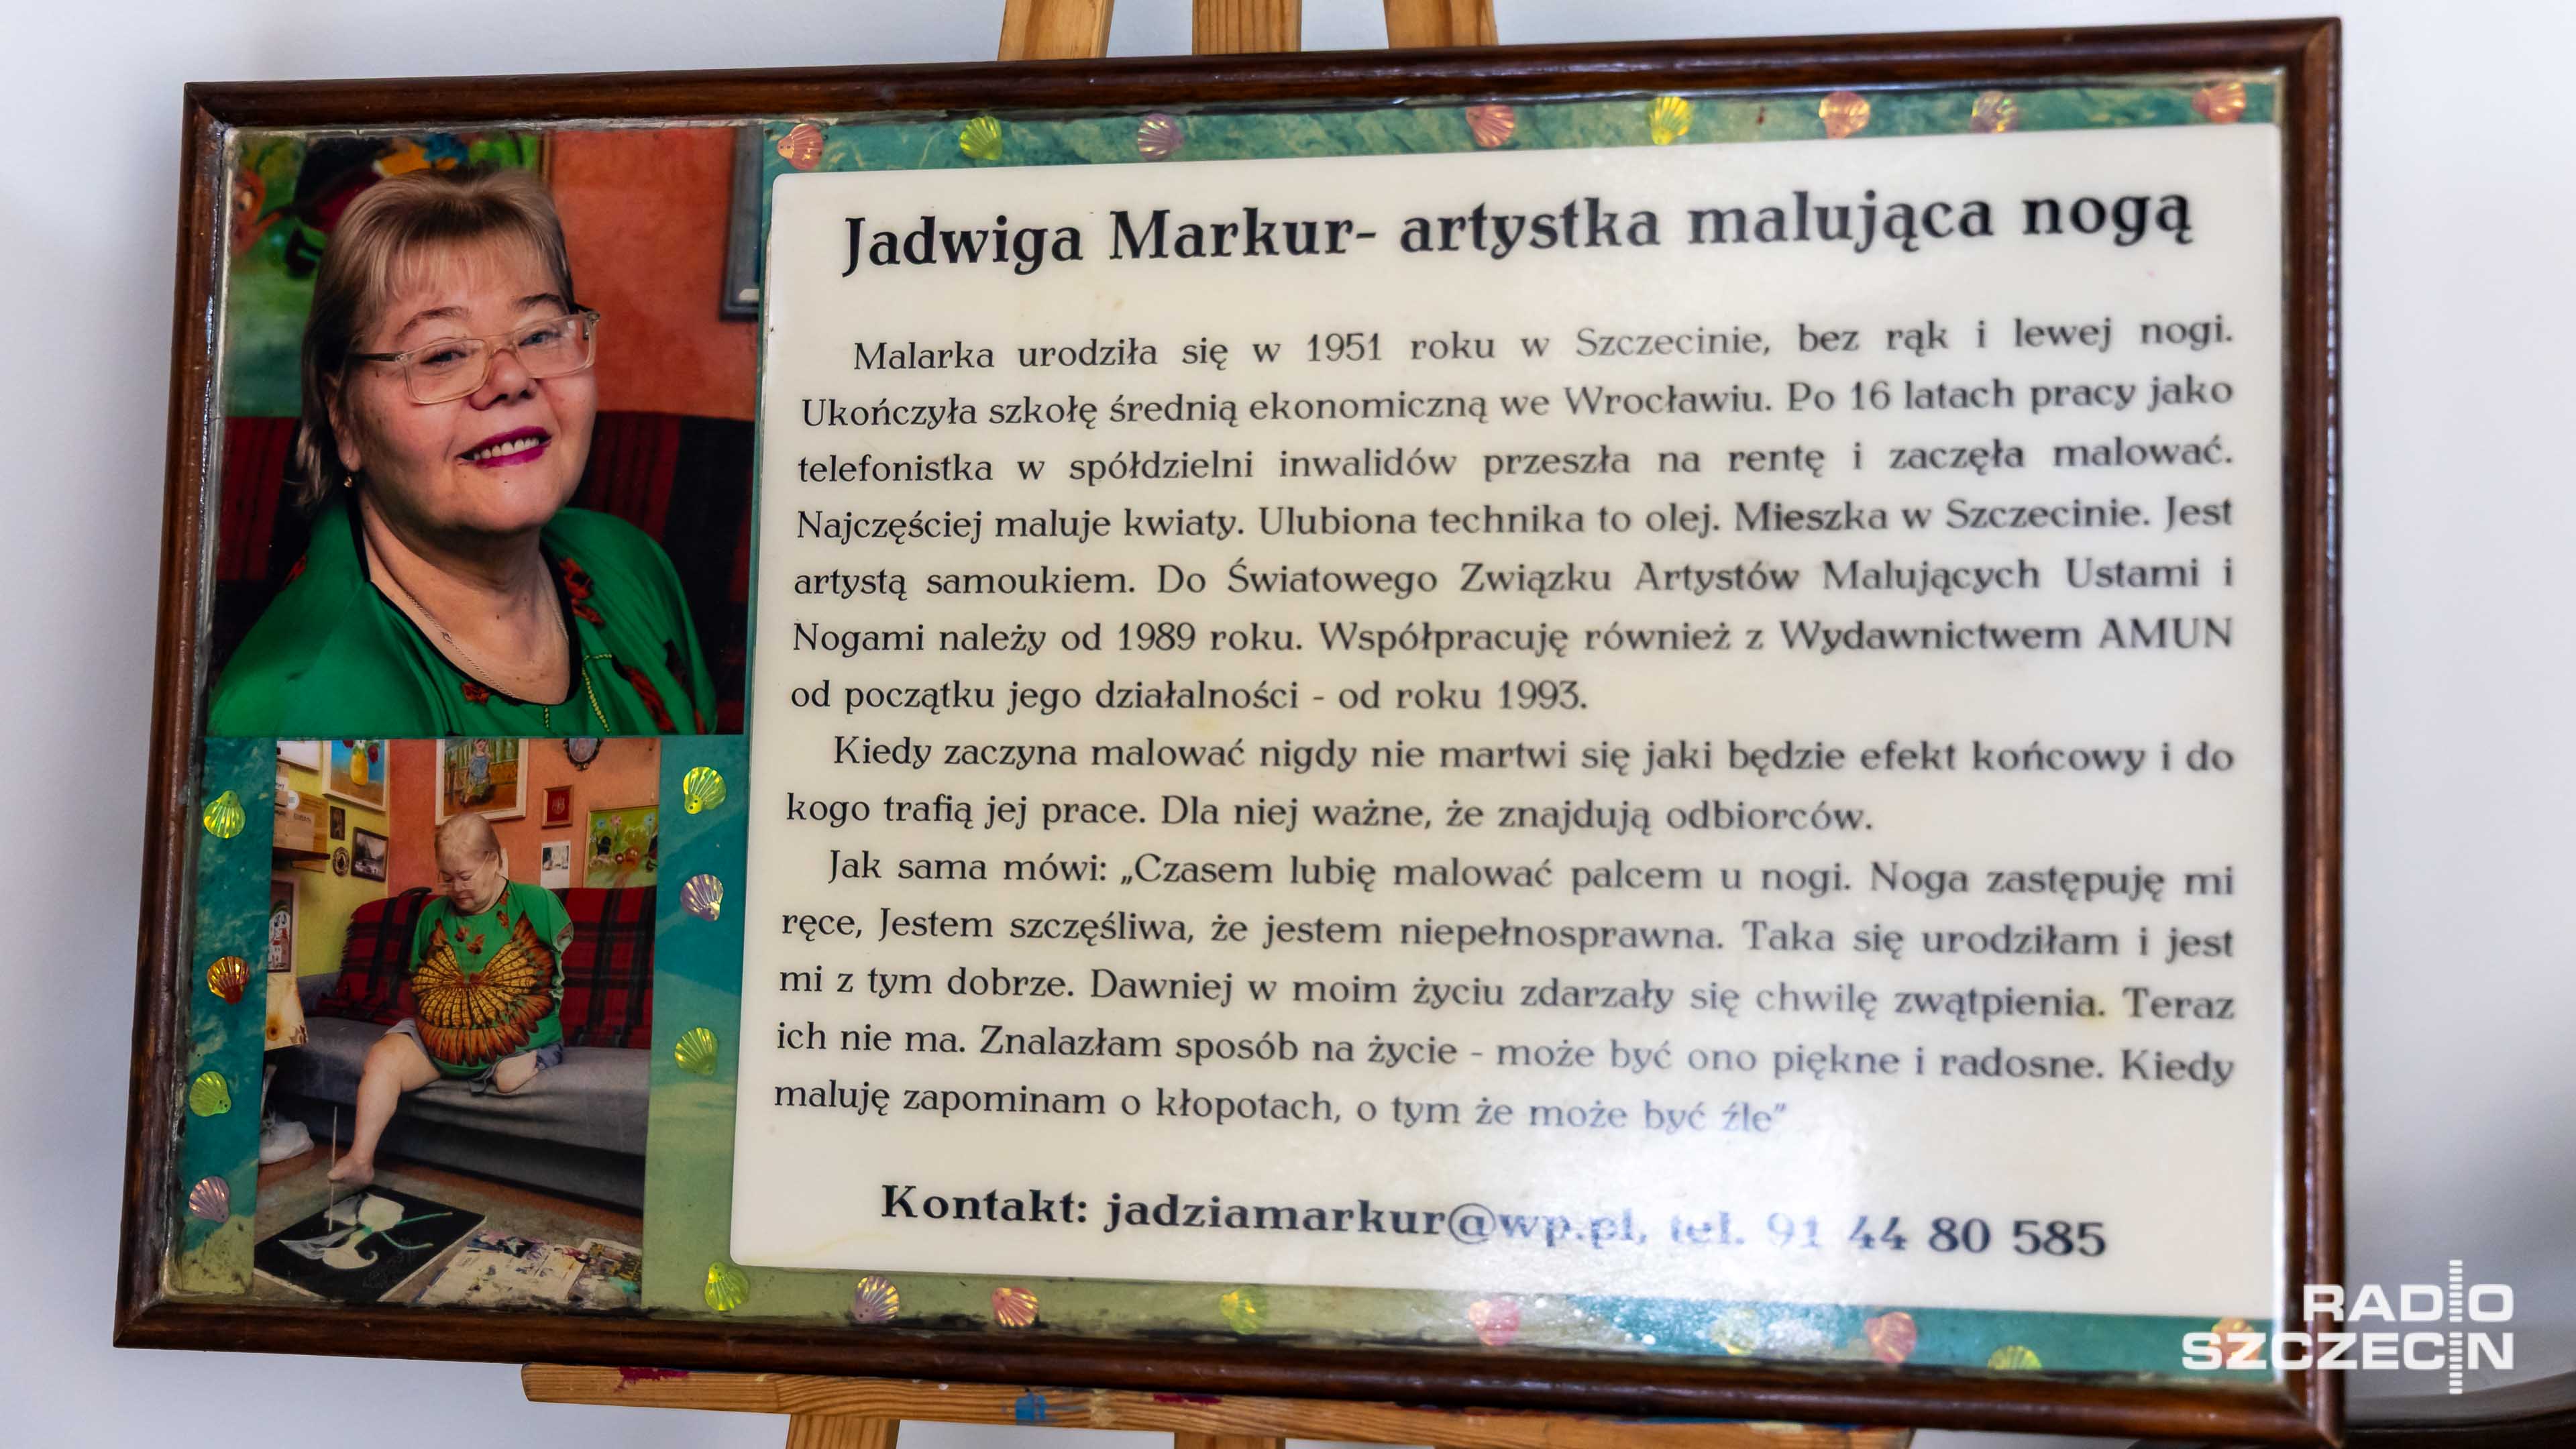 Jadwiga Markur- artystka malująca nogą
Malarka urodziła się w 1951 roku w Szczecinie, bez rąk i lewej nogi.
Ukończyła szkołę średnią ekonomiczną we Wrocławiu. Po 16 latach pracy jako
telefonistka w spółdzielni inwalidów przeszła na rentę i zaczęła malować.
Najczęściej maluje kwiaty. Ulubiona technika to olej. Mieszka w Szczecinie. Jest
artystą samoukiem. Do Światowego Związku Artystów Malujących Ustami i
Nogami należy od 1989 roku. Współpracuję również z Wydawnictwem AMUN
od początku jego działalności - od roku 1993.
Kiedy zaczyna malować nigdy nie martwi się jaki będzie efekt końcowy i do
kogo trafią jej prace. Dla niej ważne, że znajdują odbiorców.
Jak sama mówi: „Czasem lubię malować palcem u nogi. Noga zastępuję mi
ręce, Jestem szczęśliwa, że jestem niepełnosprawna. Taka się urodziłam i jest
mi z tym dobrze. Dawniej w moim życiu zdarzały się chwilę zwątpienia. Teraz
ich nie ma. Znalazłam sposób na życie - może być ono piękne i radosne. Kiedy
maluję zapominam o kłopotach, o tym że może być źle”
Kontakt: jadziamarkur@wp.pl, tel. 91 44 80 585
RADIO
SZCZECIN